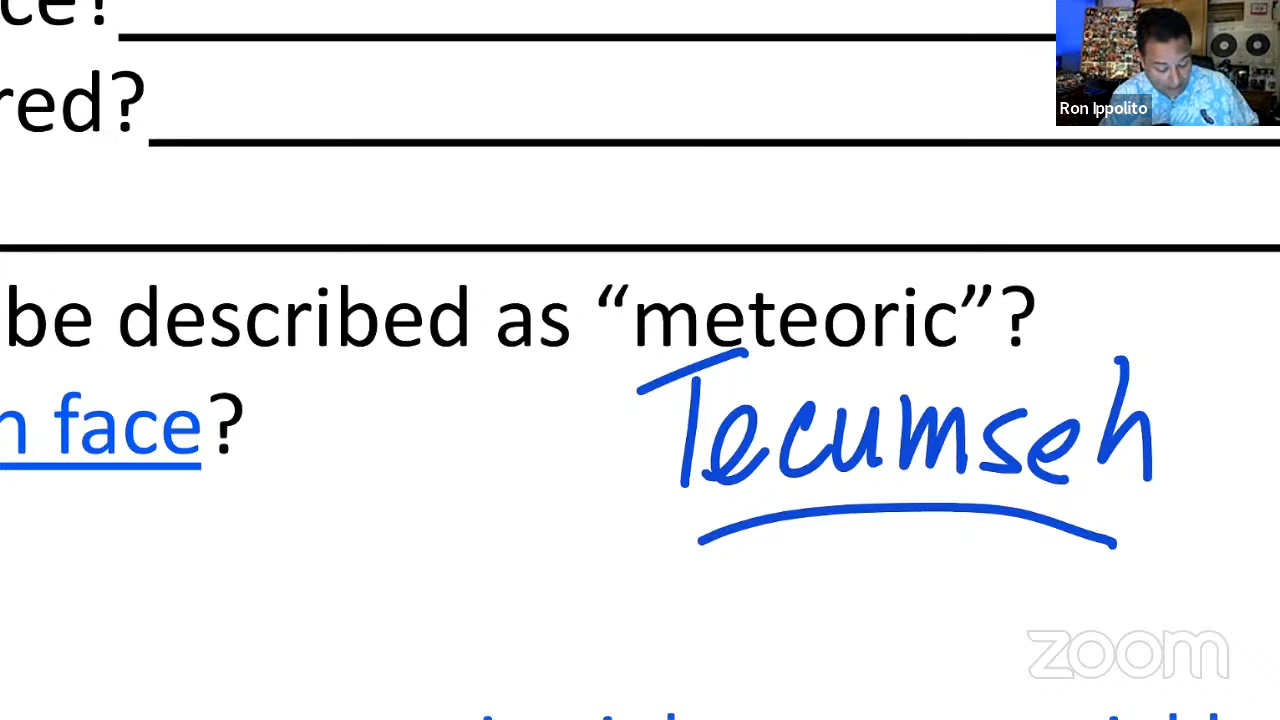 ce?
red?
Ron Ippolito
be described as “meteoric”?
n face?
Tecumseh
zoom